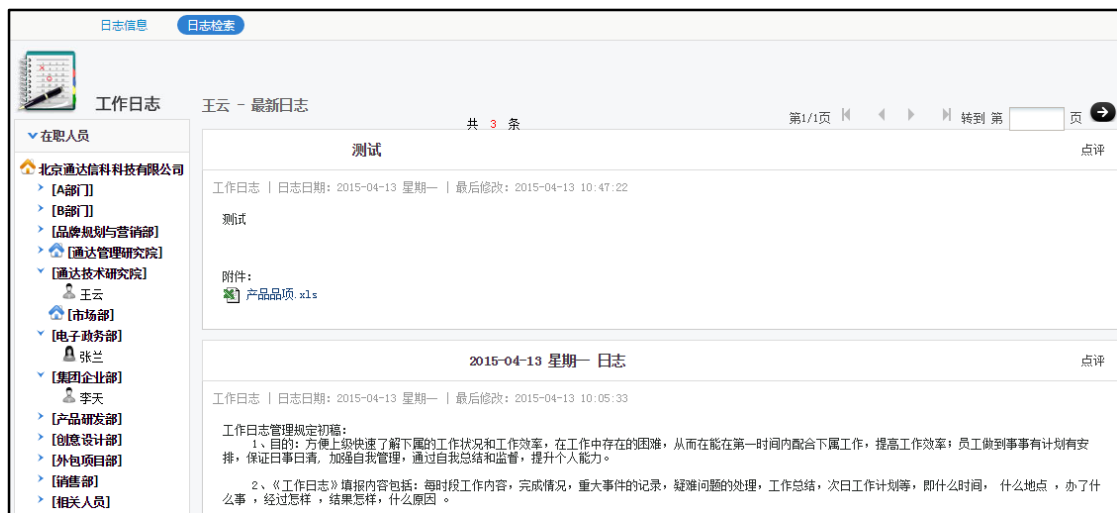 日志信息 日志检索
工作日志
王云 - 最新日志
共 3 条
第1/1页 转到 第 页
在职人员
北京通达信科科技有限公司
[A部门]
[B部门]
[品牌规划与营销部]
[通达管理研究院]
[通达技术研究院]
王云
[市场部]
[电子政务部]
张兰
[集团企业部]
李天
[产品研发部]
[创意设计部]
[外包项目部]
[销售部]
[相关人员]
测试 点评
工作日志 | 日志日期: 2015-04-13 星期一 | 最后修改: 2015-04-13 10:47:22
测试
附件:
产品品项.xls
2015-04-13 星期一 日志 点评
工作日志 | 日志日期: 2015-04-13 星期一 | 最后修改: 2015-04-13 10:05:33
工作日志管理规定初稿:
1、目的: 方便上级快速了解下属的工作状况和工作效率, 在工作中存在的困难, 从而在能在第一时间内配合下属工作, 提高工作效率; 员工做到事事有计划有安
排, 保证日事日清, 加强自我管理, 通过自我总结和监督, 提升个人能力。
2、《工作日志》填报内容包括: 每时段工作内容, 完成情况, 重大事件的记录, 疑难问题的处理, 工作总结, 次日工作计划等, 即什么时间, 什么地点 , 办了什
么事 , 经过怎样 , 结果怎样, 什么原因 。